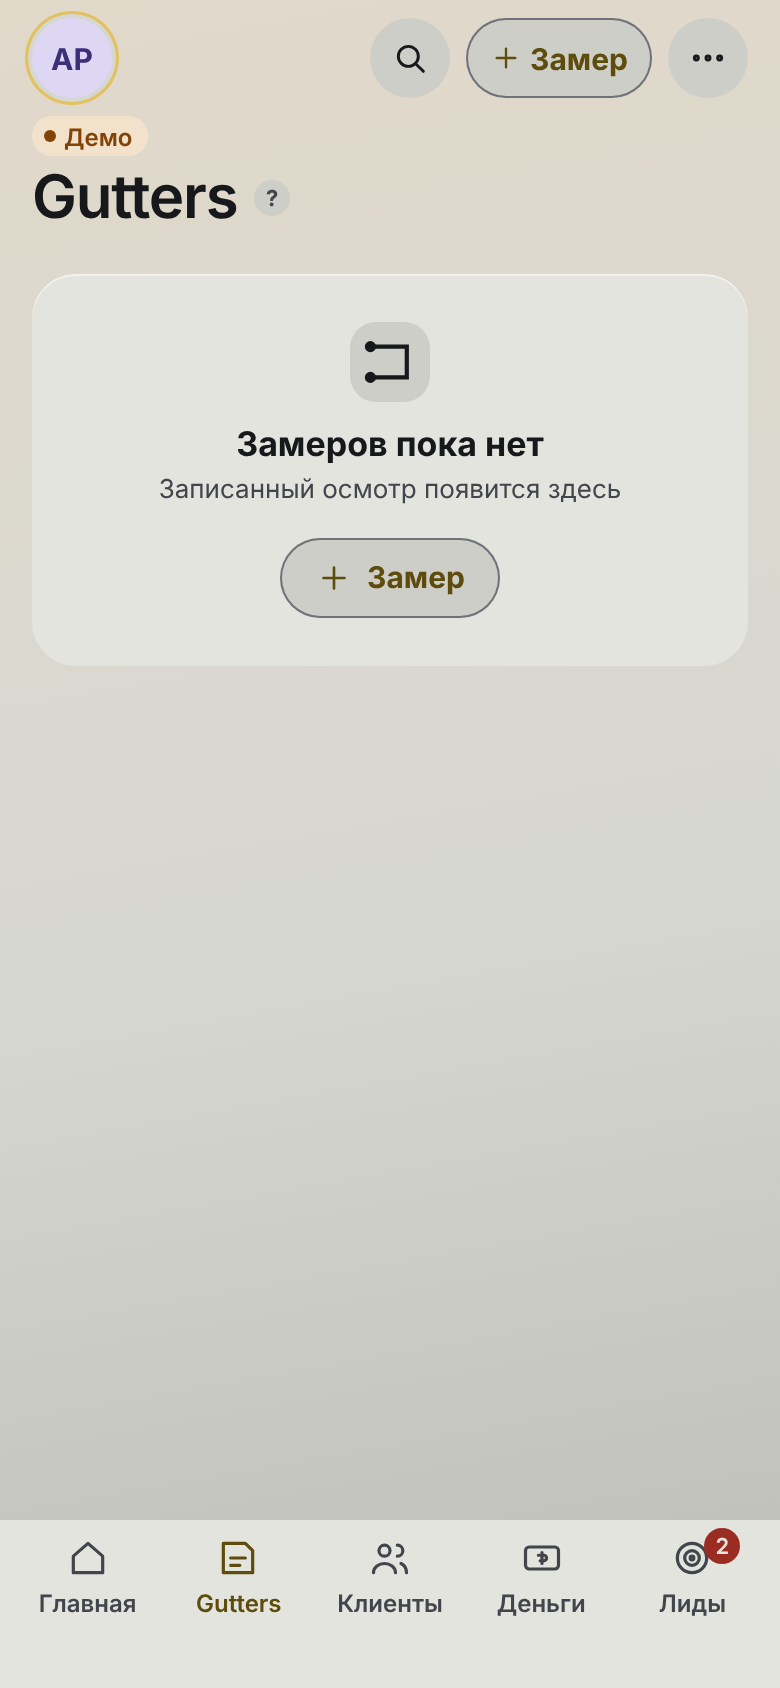 AP
Замер
Демо
Gutters
?
Замеров пока нет
Записанный осмотр появится здесь
Замер
2
Главная
Gutters
Клиенты
Деньги
Лиды